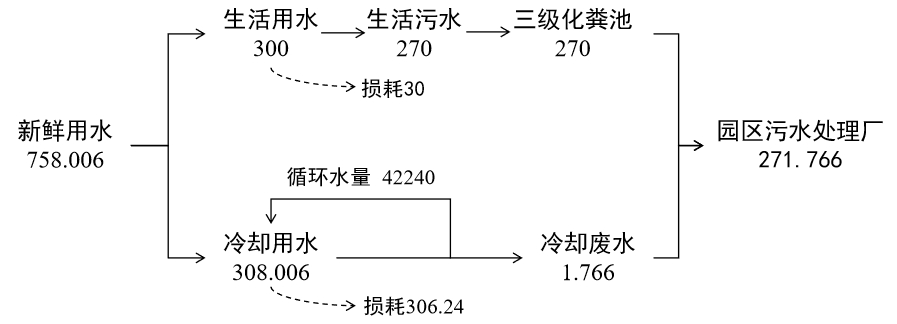 生活用水
300
生活污水
270
三级化粪池
270
损耗30
新鲜用水
758.006
园区污水处理厂
271.766
循环水量 42240
冷却用水
308.006
冷却废水
1.766
损耗306.24